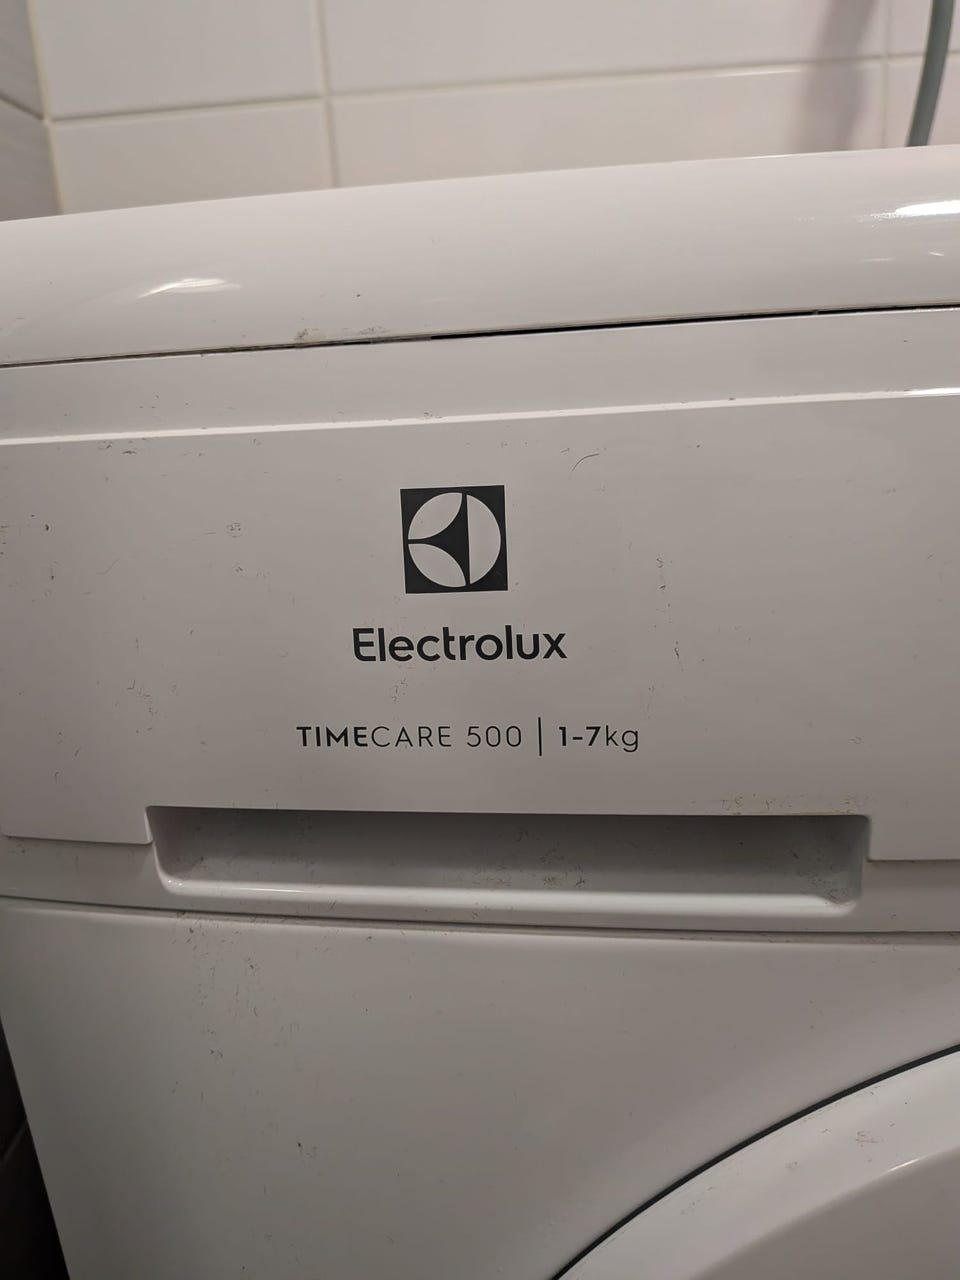 Electrolux
TIMECARE 500 | 1-7kg